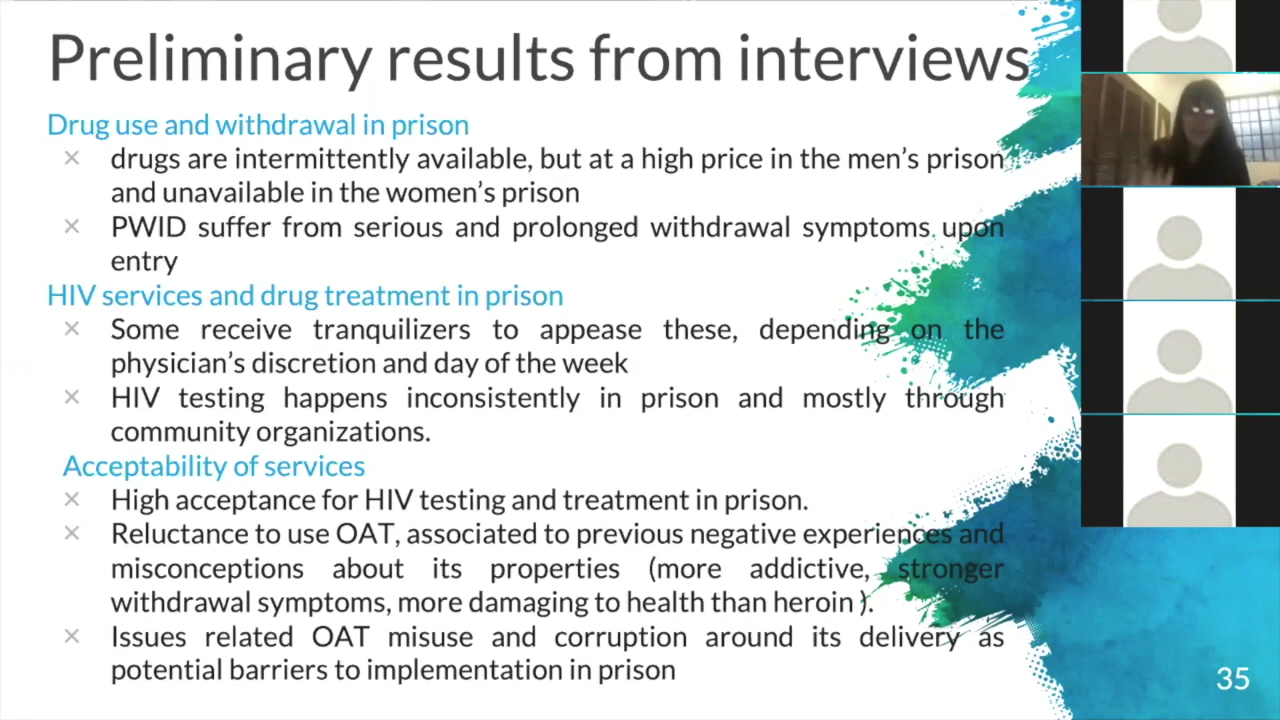 Preliminary results from interviews
Drug use and withdrawal in prison
× drugs are intermittently available, but at a high price in the men’s prison
and unavailable in the women’s prison
× PWID suffer from serious and prolonged withdrawal symptoms upon
entry
HIV services and drug treatment in prison
× Some receive tranquilizers to appease these, depending on the
physician’s discretion and day of the week
× HIV testing happens inconsistently in prison and mostly through
community organizations.
Acceptability of services
× High acceptance for HIV testing and treatment in prison.
× Reluctance to use OAT, associated to previous negative experiences and
misconceptions about its properties (more addictive, stronger
withdrawal symptoms, more damaging to health than heroin ).
× Issues related OAT misuse and corruption around its delivery as
potential barriers to implementation in prison
35